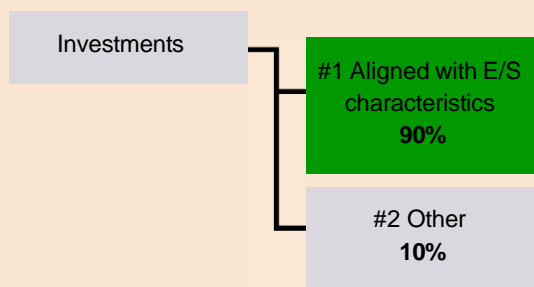 Investments
#1 Aligned with E/S
characteristics
90%
#2 Other
10%